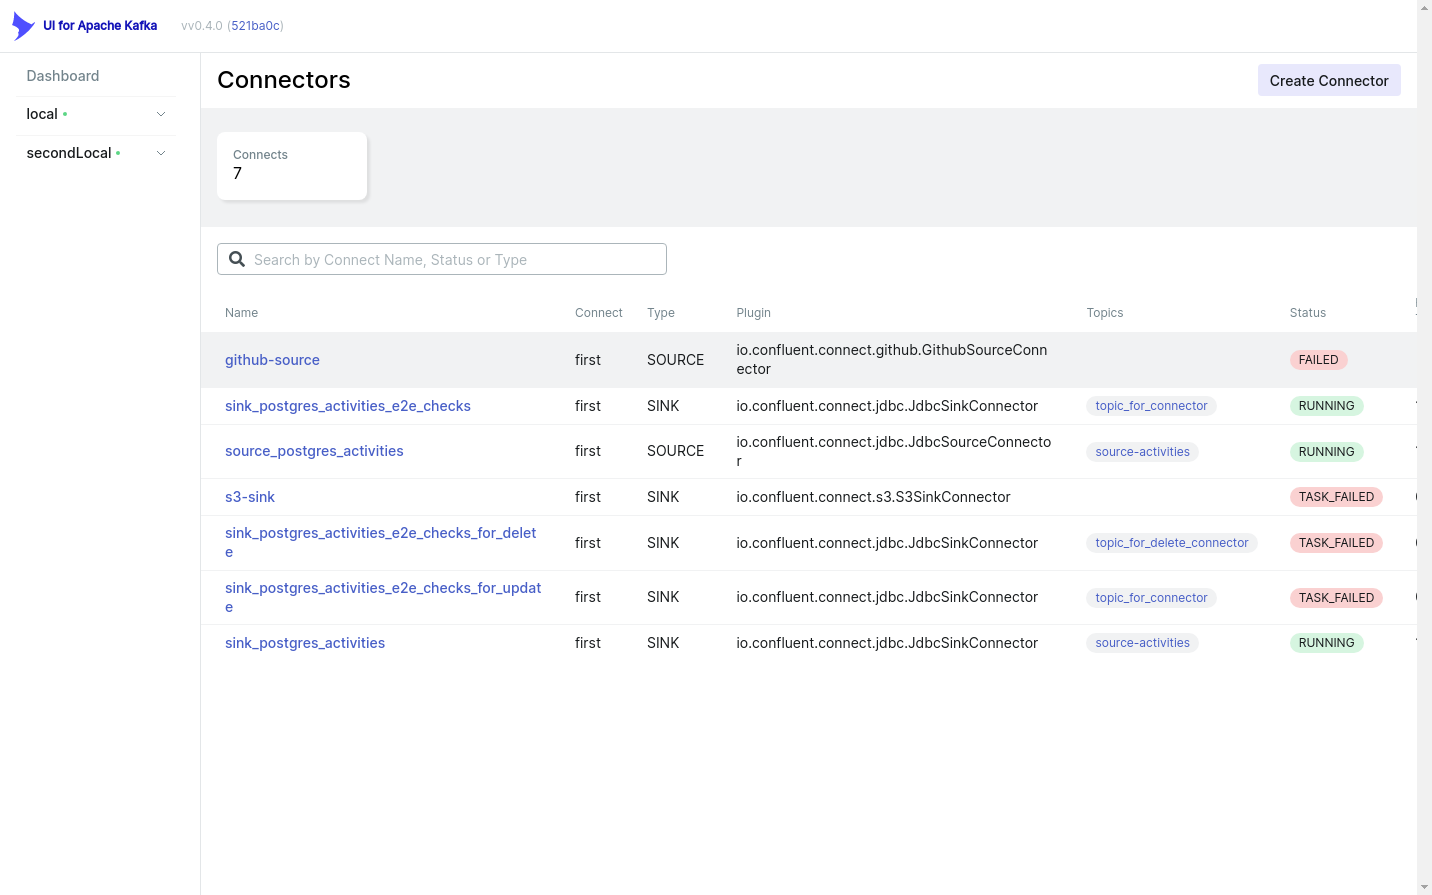 UI for Apache Kafka vv0.4.0 (521ba0c)
Dashboard
local
secondLocal
Connectors
Create Connector
Connects
7
Search by Connect Name, Status or Type
Name Connect Type Plugin Topics Status
github-source first SOURCE io.confluent.connect.github.GithubSourceConn
ector FAILED
sink_postgres_activities_e2e_checks first SINK io.confluent.connect.jdbc.JdbcSinkConnector topic_for_connector RUNNING
source_postgres_activities first SOURCE io.confluent.connect.jdbc.JdbcSourceConnecto
r source-activities RUNNING
s3-sink first SINK io.confluent.connect.s3.S3SinkConnector TASK_FAILED
sink_postgres_activities_e2e_checks_for_delet
e first SINK io.confluent.connect.jdbc.JdbcSinkConnector topic_for_delete_connector TASK_FAILED
sink_postgres_activities_e2e_checks_for_updat
e first SINK io.confluent.connect.jdbc.JdbcSinkConnector topic_for_connector TASK_FAILED
sink_postgres_activities first SINK io.confluent.connect.jdbc.JdbcSinkConnector source-activities RUNNING